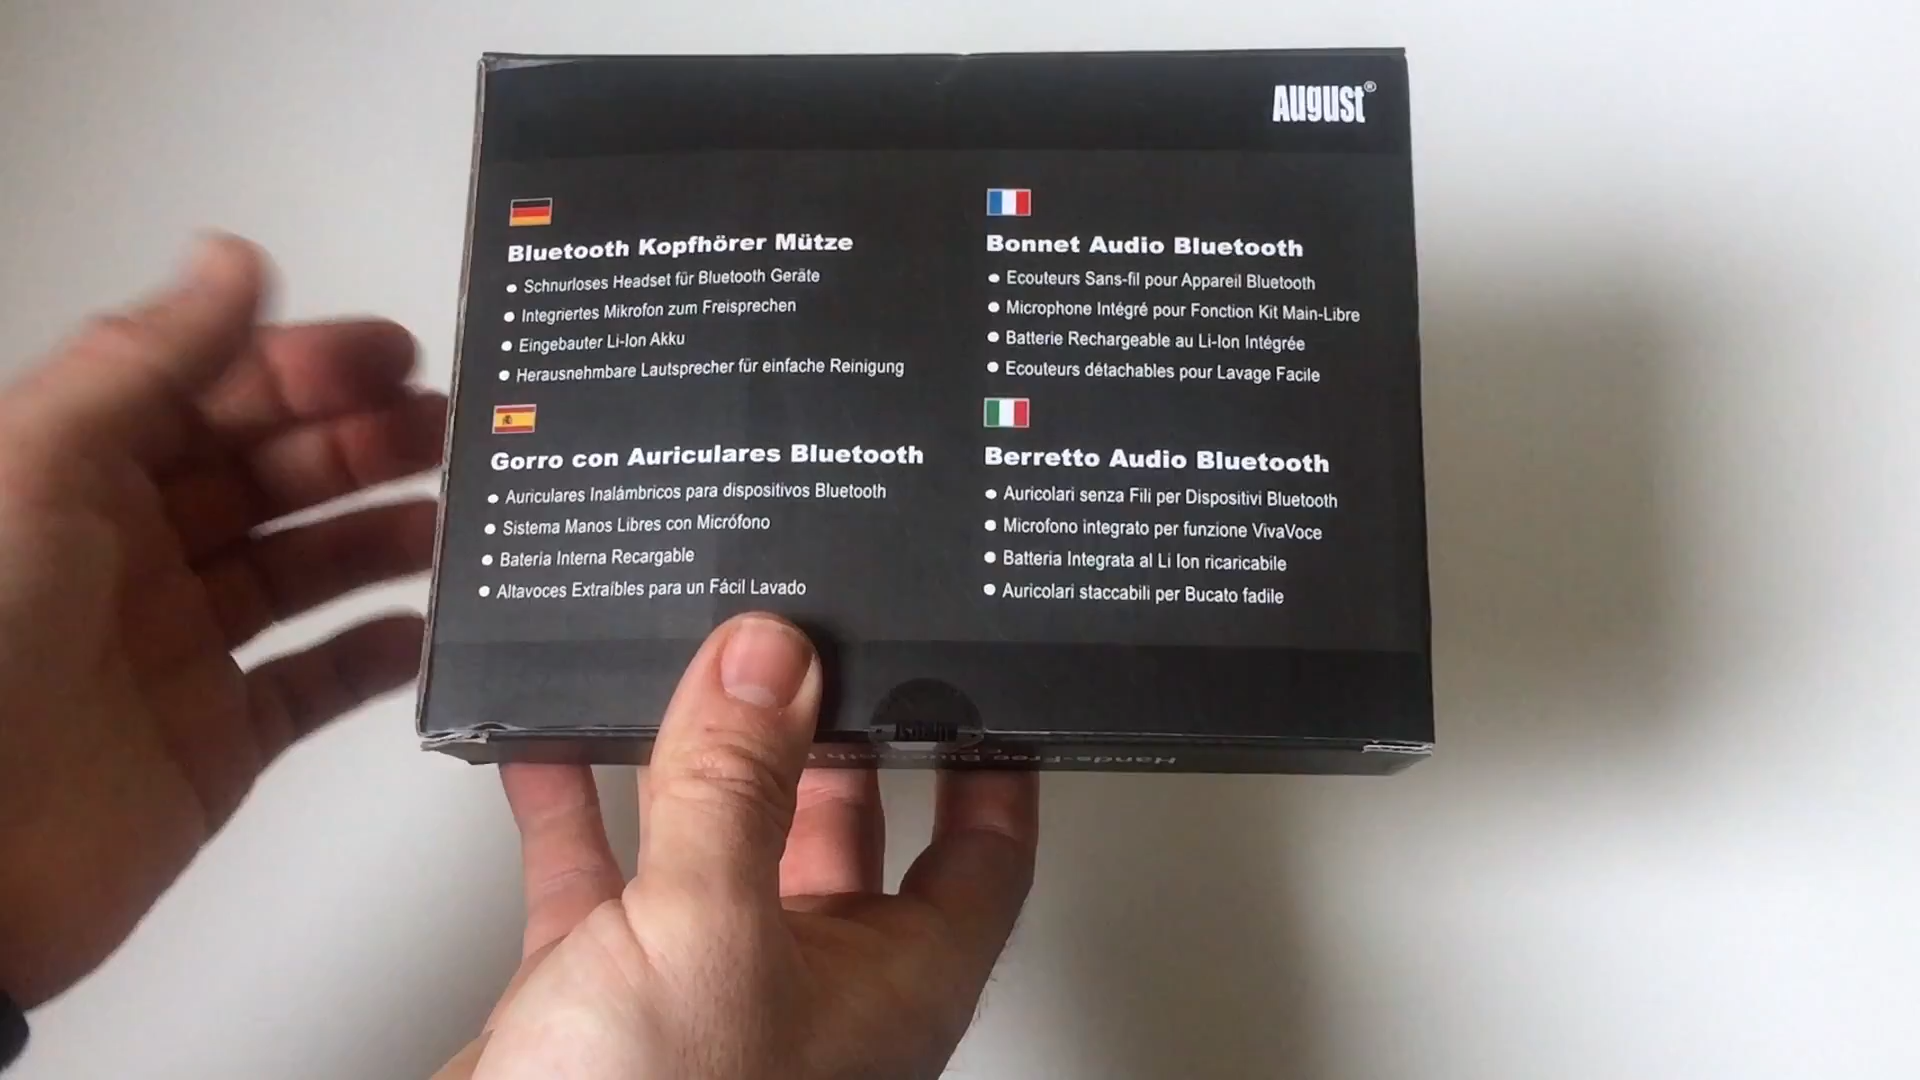 AUGUST®
Bluetooth Kopfhörer Mütze
Schnurloses Headset für Bluetooth Geräte
Integriertes Mikrofon zum Freisprechen
Eingebauter Li-Ion Akku
Herausnehmbare Lautsprecher für einfache Reinigung
Gorro con Auriculares Bluetooth
Auriculares Inalámbricos para dispositivos Bluetooth
Sistema Manos Libres con Micrófono
Bateria Interna Recargable
Altavoces Extraíbles para un Fácil Lavado
Bonnet Audio Bluetooth
Ecouteurs Sans-fil pour Appareil Bluetooth
Microphone Intégré pour Fonction Kit Main-Libre
Batterie Rechargeable au Li-Ion Intégrée
Ecouteurs détachables pour Lavage Facile
Berretto Audio Bluetooth
Auricolari senza Fili per Dispositivi Bluetooth
Microfono integrato per funzione VivaVoce
Batteria Integrata al Li Ion ricaricabile
Auricolari staccabili per Bucato fadile
Hands-Free Bluetooth